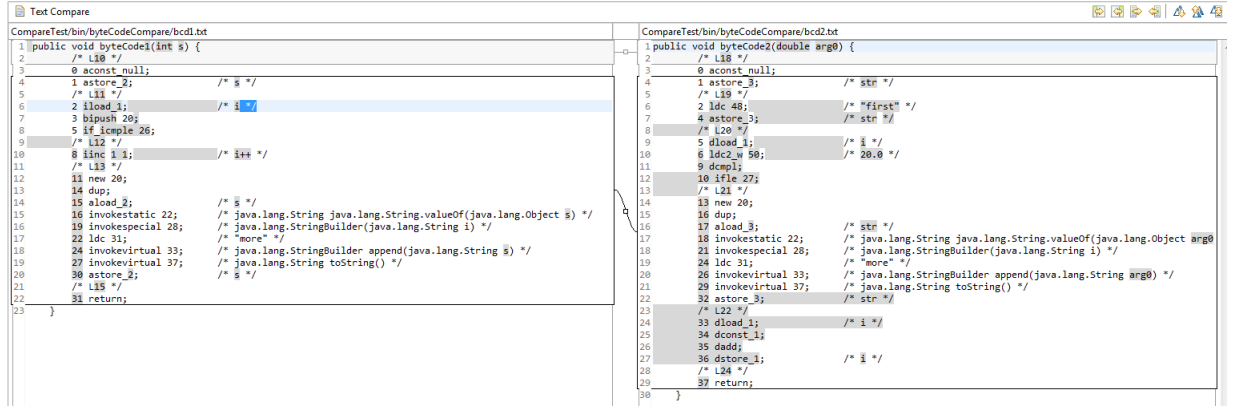 Text Compare
CompareTest/bin/byteCodeCompare/bcd1.txt
1 public void byteCode1(int s) {
2 /* L10 */
3 0 aconst_null;
4 1 astore_2; /* s */
5 /* L11 */
6 2 iload_1; /* i */
7 3 bipush 20;
8 5 if_icmple 26;
9 /* L12 */
10 8 iinc 1 1; /* i++ */
11 /* L13 */
12 11 new 20;
13 14 dup;
14 15 aload_2; /* s */
15 16 invokestatic 22; /* java.lang.String java.lang.String.valueOf(java.lang.Object s) */
16 19 invokespecial 28; /* java.lang.StringBuilder(java.lang.String i) */
17 22 ldc 31; /* "more" */
18 24 invokevirtual 33; /* java.lang.StringBuilder append(java.lang.String s) */
19 27 invokevirtual 37; /* java.lang.String toString() */
20 30 astore_2; /* s */
21 /* L15 */
22 31 return;
23 }
CompareTest/bin/byteCodeCompare/bcd2.txt
1 public void byteCode2(double arg0) {
2 /* L18 */
3 0 aconst_null;
4 1 astore_3; /* str */
5 /* L19 */
6 2 ldc 48; /* "first" */
7 4 astore_3; /* str */
8 /* L20 */
9 5 dload_1; /* i */
10 6 ldc2_w 50; /* 20.0 */
11 9 dcmpl;
12 10 ifle 27;
13 /* L21 */
14 13 new 20;
15 16 dup;
16 17 aload_3; /* str */
17 18 invokestatic 22; /* java.lang.String java.lang.String.valueOf(java.lang.Object arg0
18 21 invokespecial 28; /* java.lang.StringBuilder(java.lang.String i) */
19 24 ldc 31; /* "more" */
20 26 invokevirtual 33; /* java.lang.StringBuilder append(java.lang.String arg0) */
21 29 invokevirtual 37; /* java.lang.String toString() */
22 32 astore_3; /* str */
23 /* L22 */
24 33 dload_1; /* i */
25 34 dconst_1;
26 35 dadd;
27 36 dstore_1; /* i */
28 /* L24 */
29 37 return;
30 }